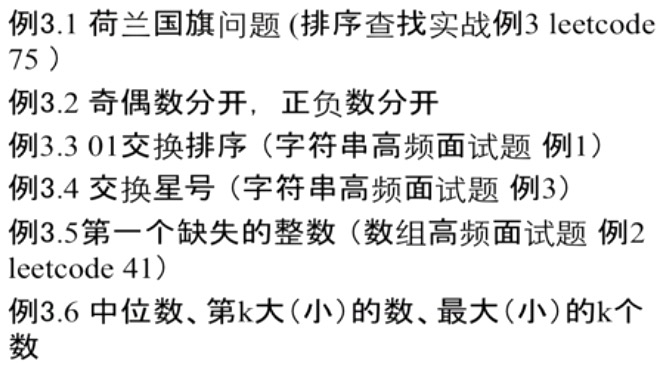 例3.1 荷兰国旗问题 (排序查找实战例3 leetcode
75 ）
例3.2 奇偶数分开，正负数分开
例3.3 01交换排序（字符串高频面试题 例1）
例3.4 交换星号（字符串高频面试题 例3）
例3.5第一个缺失的整数（数组高频面试题 例2
leetcode 41）
例3.6 中位数、第k大（小）的数、最大（小）的k个
数